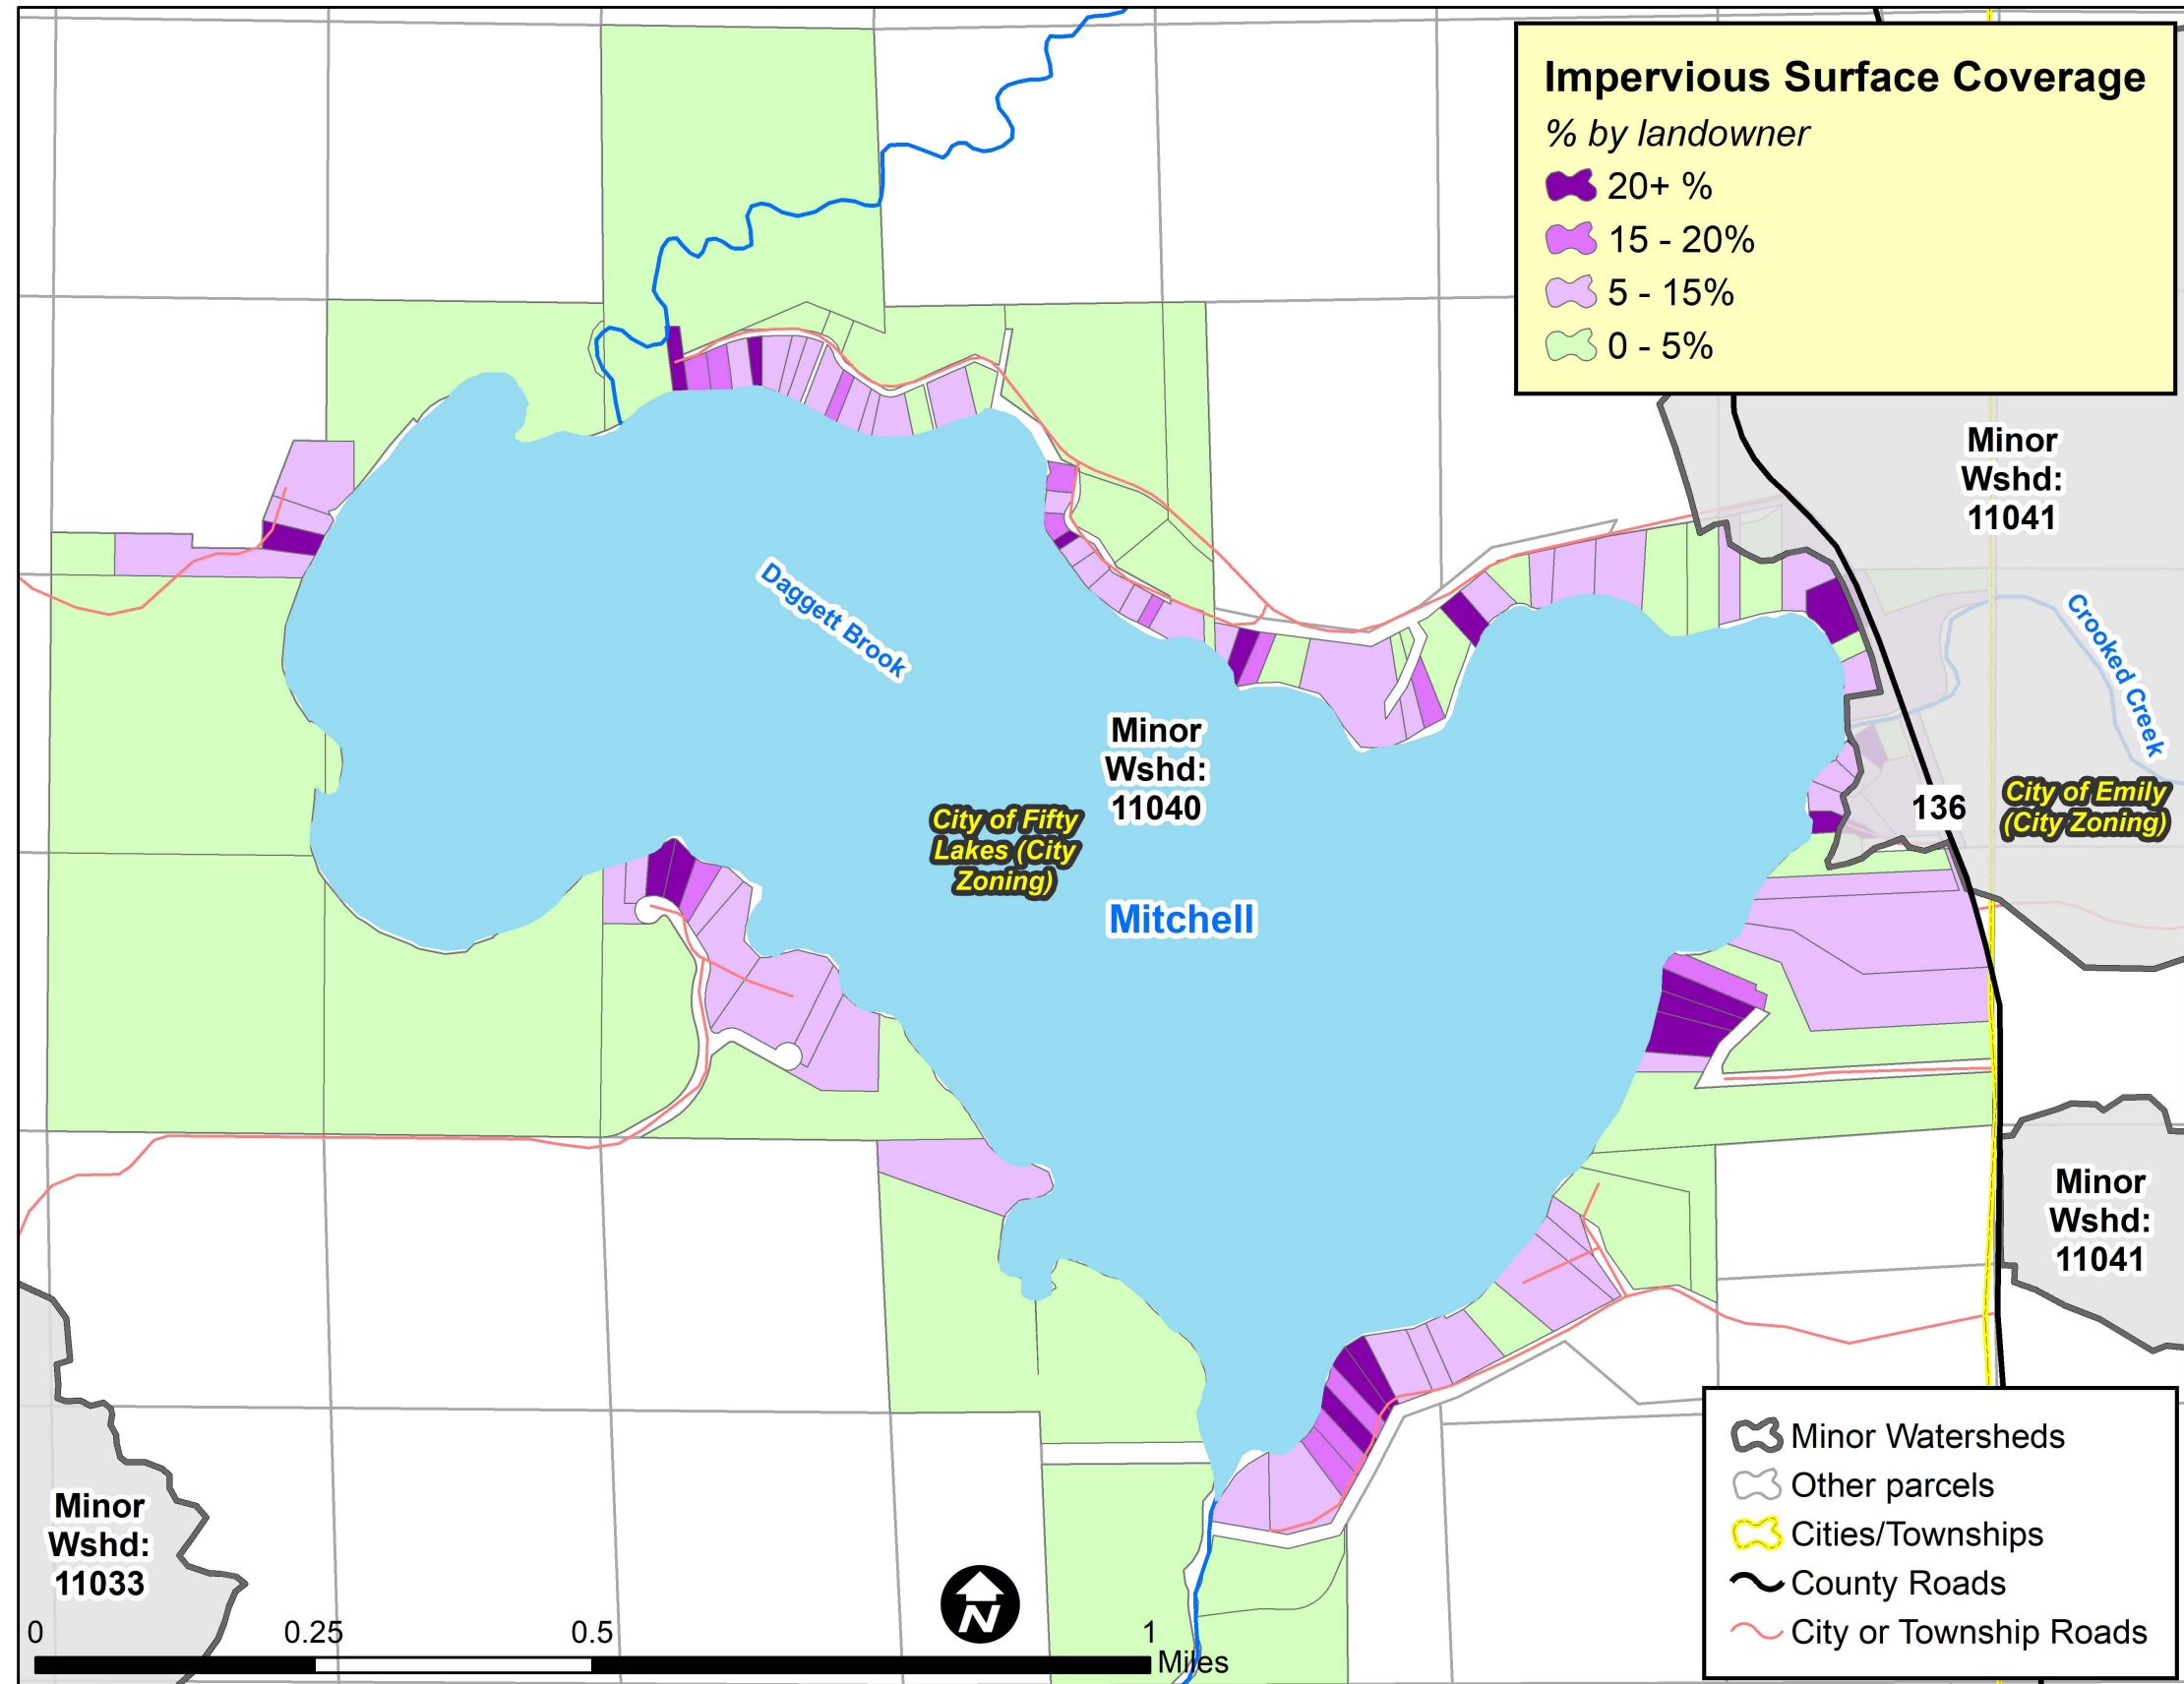 Impervious Surface Coverage
% by landowner
20+ %
15 - 20%
5 - 15%
0 - 5%
Minor
Wshd:
11041
Daggett Brook
Crooked Creek
Minor
Wshd:
11040
City of Fifty
Lakes (City
Zoning)
136
City of Emily
(City Zoning)
Mitchell
Minor
Wshd:
11041
Minor
Wshd:
11033
Minor Watersheds
Other parcels
Cities/Townships
County Roads
City or Township Roads
N
0 0.25 0.5 1
Miles